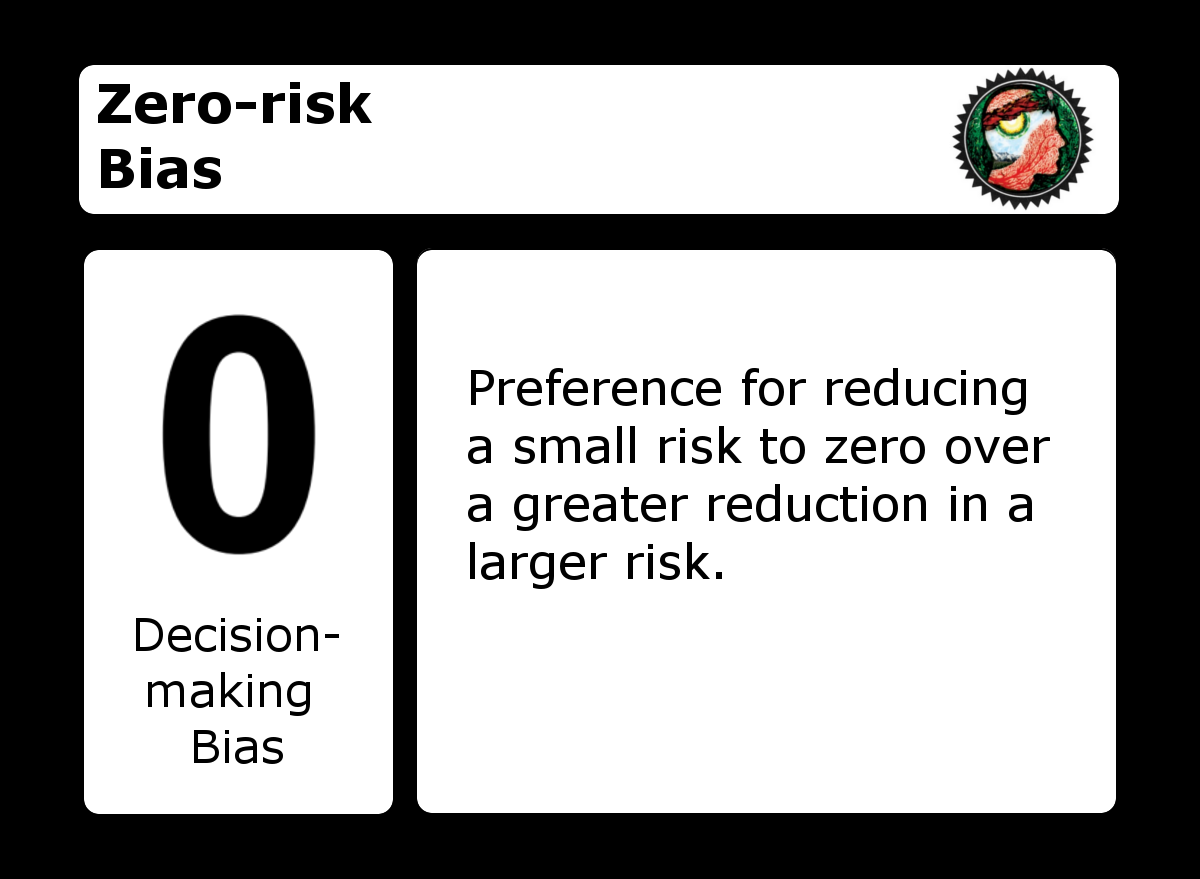 Zero-risk
Bias
0
Decision-
making
Bias
Preference for reducing
a small risk to zero over
a greater reduction in a
larger risk.